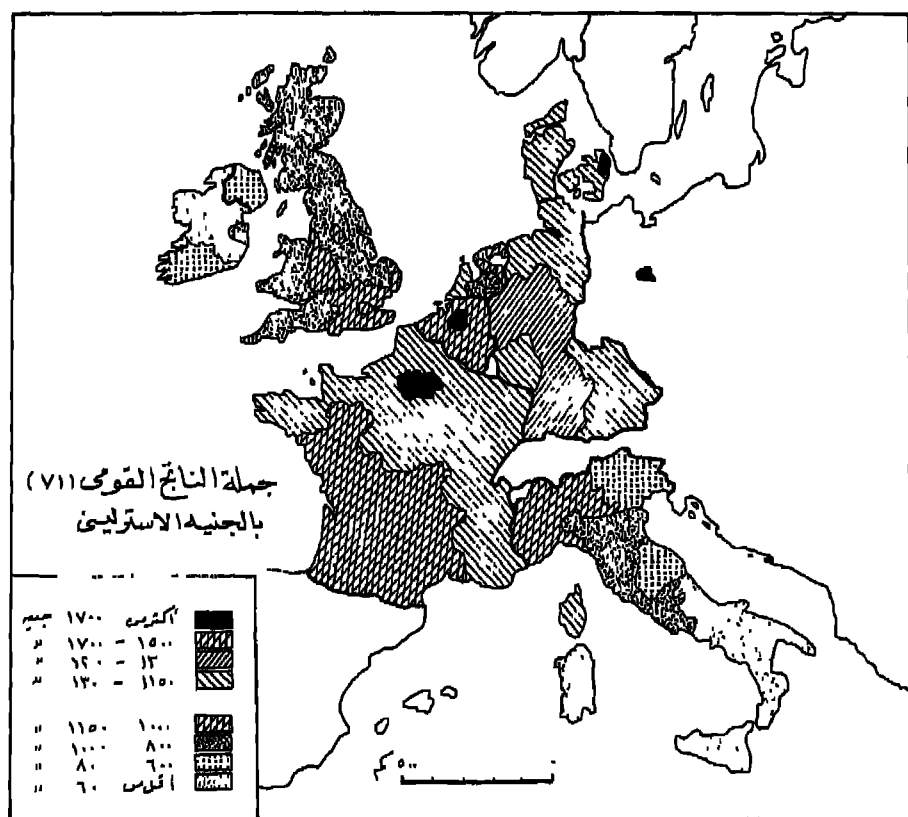 جملة الناتج القومى (٧١)
بالجنيه الاسترلينى
أكثر من ١٧٠٠ جنيه
١٥٠٠ - ١٧٠٠ "
١٣ - ١٢٠ "
١١٥٠ - ١٣٠ "
١٠٠٠ ١١٥٠ "
٨٠٠ ١٠٠٠ "
٦٠٠ ٨٠ "
أقل من ٦٠ "
٥٠٠ كم